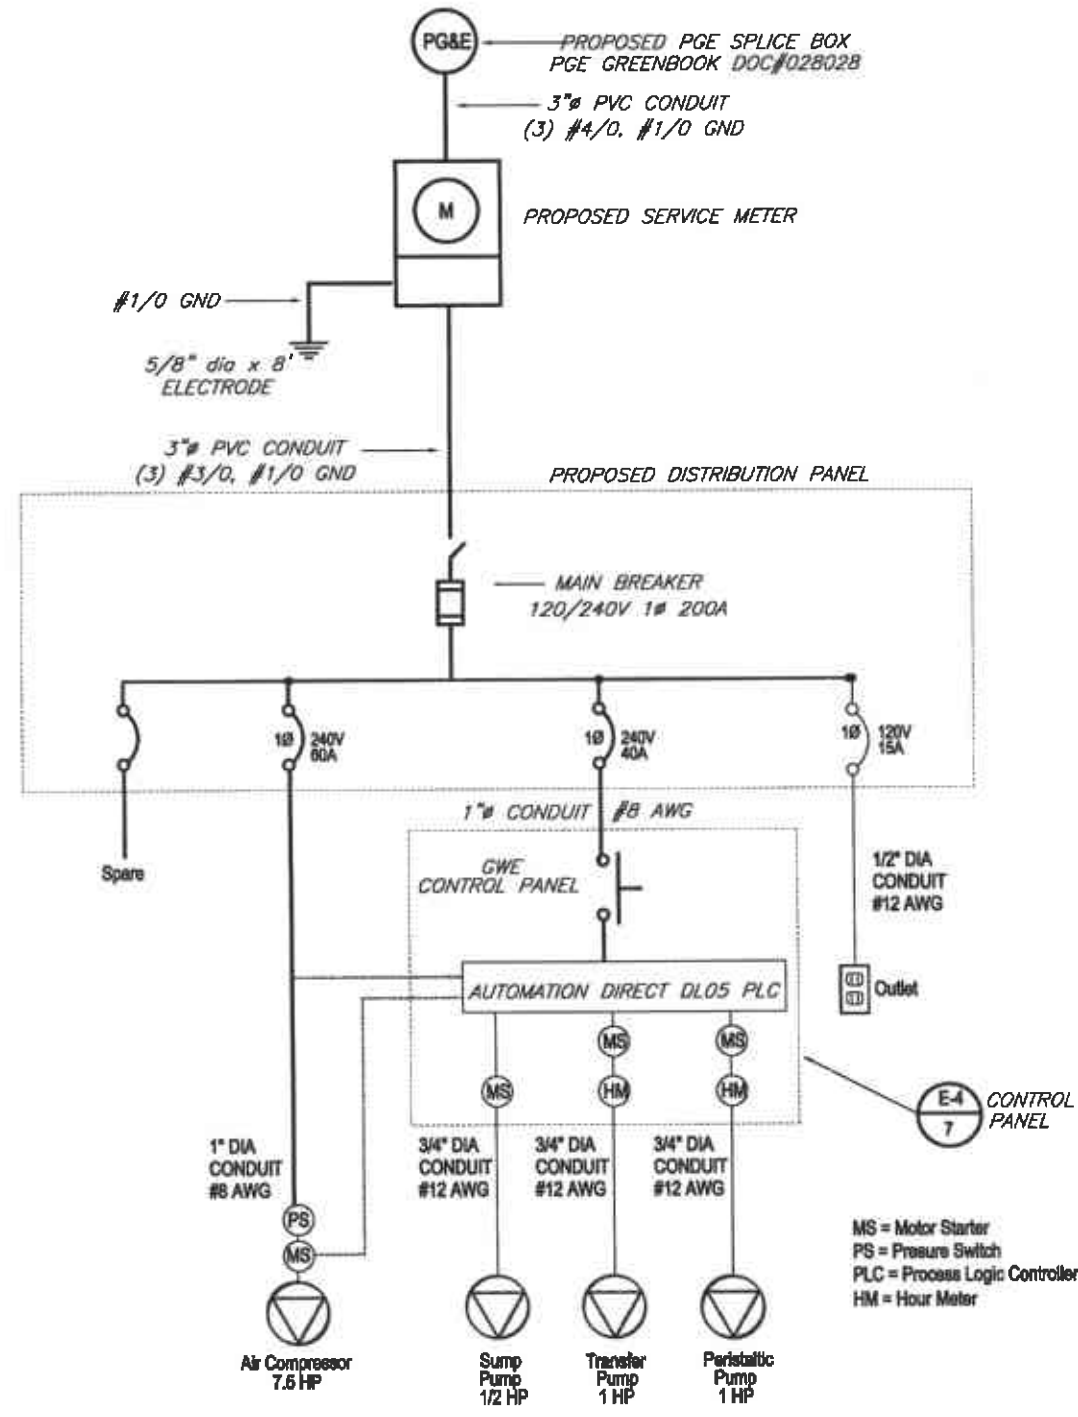 PG&E
PROPOSED PGE SPLICE BOX
PGE GREENBOOK DOC#028028
3"ø PVC CONDUIT
(3) #4/0, #1/0 GND
M
PROPOSED SERVICE METER
#1/0 GND
5/8" dia x 8'
ELECTRODE
3"ø PVC CONDUIT
(3) #3/0, #1/0 GND
PROPOSED DISTRIBUTION PANEL
MAIN BREAKER
120/240V 1ø 200A
1Ø
240V
60A
1Ø
240V
40A
1Ø
120V
15A
Spare
1"ø CONDUIT
#8 AWG
GWE
CONTROL PANEL
1/2" DIA
CONDUIT
#12 AWG
AUTOMATION DIRECT DL05 PLC
Outlet
MS
MS
MS
HM
HM
E-4
7
CONTROL
PANEL
1" DIA
CONDUIT
#8 AWG
3/4" DIA
CONDUIT
#12 AWG
3/4" DIA
CONDUIT
#12 AWG
3/4" DIA
CONDUIT
#12 AWG
PS
MS
MS = Motor Starter
PS = Presure Switch
PLC = Process Logic Controller
HM = Hour Meter
Air Compressor
7.5 HP
Sump
Pump
1/2 HP
Transfer
Pump
1 HP
Peristaltic
Pump
1 HP